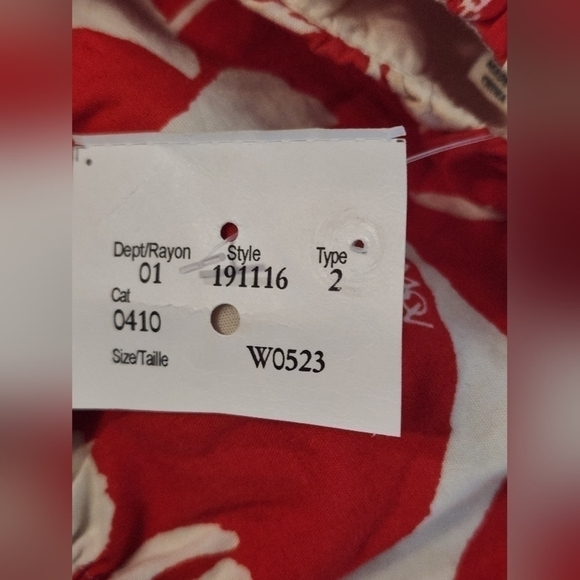 Dept/Rayon Style Type
01 191116 2
Cat
0410
Size/Taille W0523